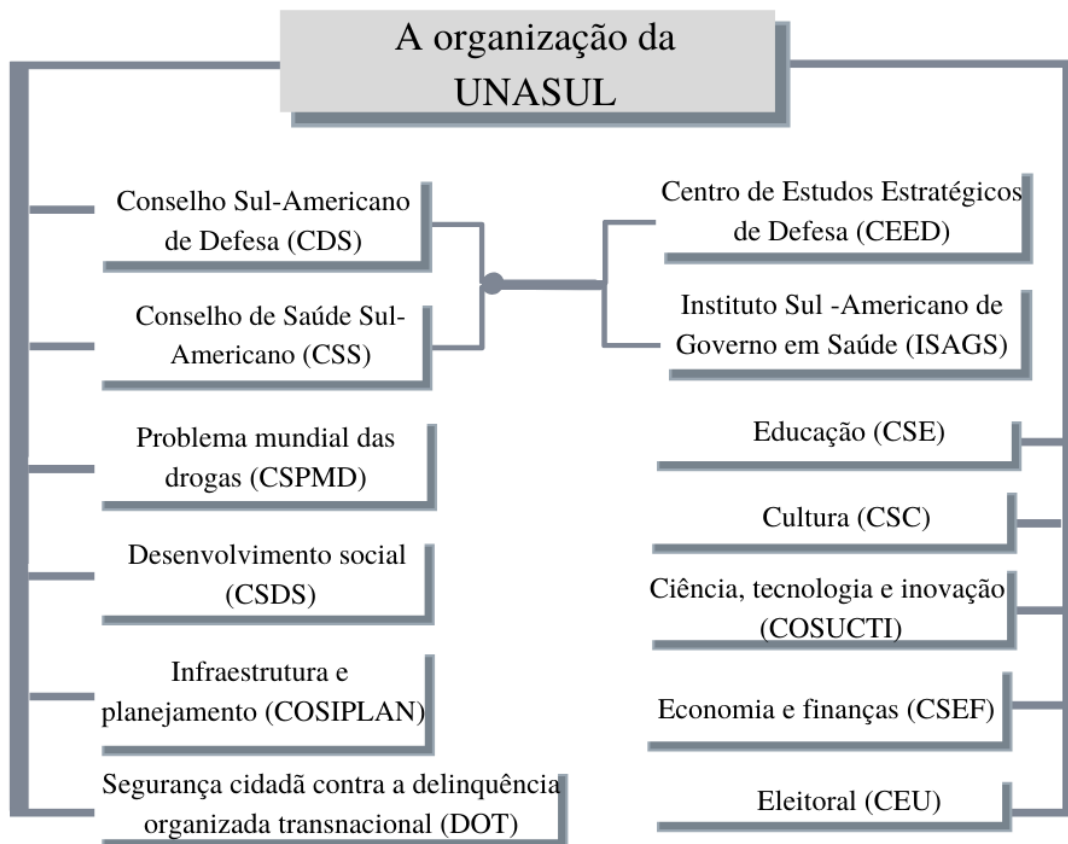 A organização da
UNASUL
Conselho Sul-Americano
de Defesa (CDS)
Conselho de Saúde Sul-
Americano (CSS)
Problema mundial das
drogas (CSPMD)
Desenvolvimento social
(CSDS)
Infraestrutura e
planejamento (COSIPLAN)
Segurança cidadã contra a delinquência
organizada transnacional (DOT)
Centro de Estudos Estratégicos
de Defesa (CEED)
Instituto Sul -Americano de
Governo em Saúde (ISAGS)
Educação (CSE)
Cultura (CSC)
Ciência, tecnologia e inovação
(COSUCTI)
Economia e finanças (CSEF)
Eleitoral (CEU)